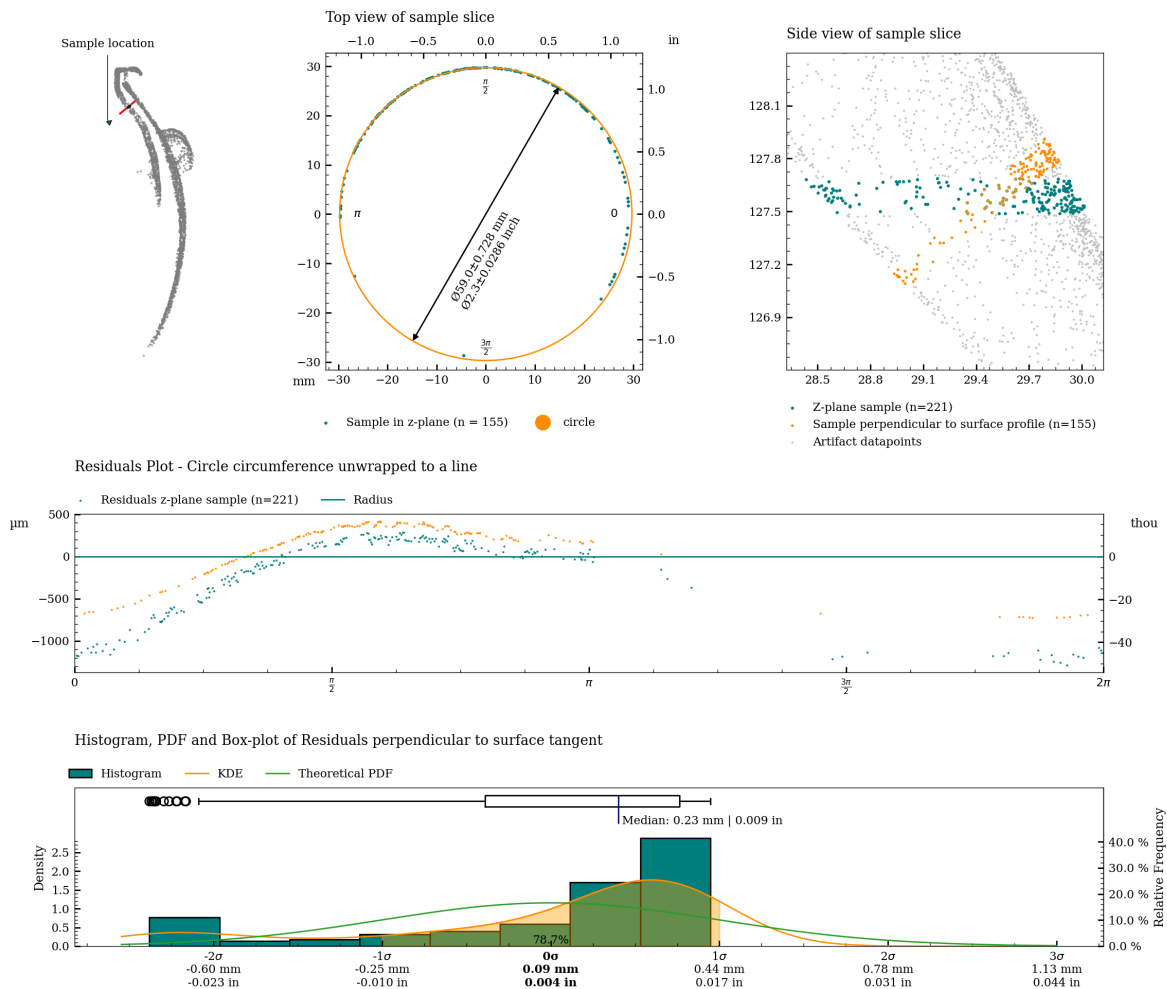 Sample location
Top view of sample slice
−1.0 −0.5 0.0 0.5 1.0 in
30
20
10
0
−10
−20
−30
1.0
0.5
0.0
−0.5
−1.0
π/2
π
0
3π/2
Ø59.0±0.728 mm
Ø2.3±0.0286 inch
mm −30 −20 −10 0 10 20 30
Sample in z-plane (n = 155) circle
Side view of sample slice
128.1
127.8
127.5
127.2
126.9
28.5 28.8 29.1 29.4 29.7 30.0
Z-plane sample (n=221)
Sample perpendicular to surface profile (n=155)
Artifact datapoints
Residuals Plot - Circle circumference unwrapped to a line
Residuals z-plane sample (n=221) Radius
µm
500
0
−500
−1000
thou
0
−20
−40
0 π/2 π 3π/2 2π
Histogram, PDF and Box-plot of Residuals perpendicular to surface tangent
Histogram KDE Theoretical PDF
Median: 0.23 mm | 0.009 in
Density
2.5
2.0
1.5
1.0
0.5
0.0
Relative Frequency
40.0 %
30.0 %
20.0 %
10.0 %
0.0 %
78.7%
-2σ -1σ 0σ 1σ 2σ 3σ
-0.60 mm -0.25 mm 0.09 mm 0.44 mm 0.78 mm 1.13 mm
-0.023 in -0.010 in 0.004 in 0.017 in 0.031 in 0.044 in